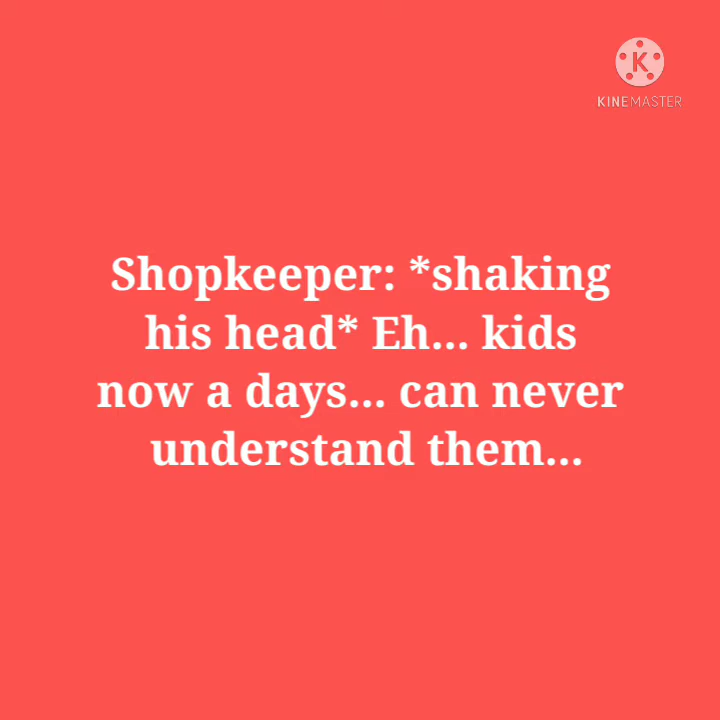 K
KINEMASTER
Shopkeeper: *shaking
his head* Eh... kids
now a days... can never
understand them...